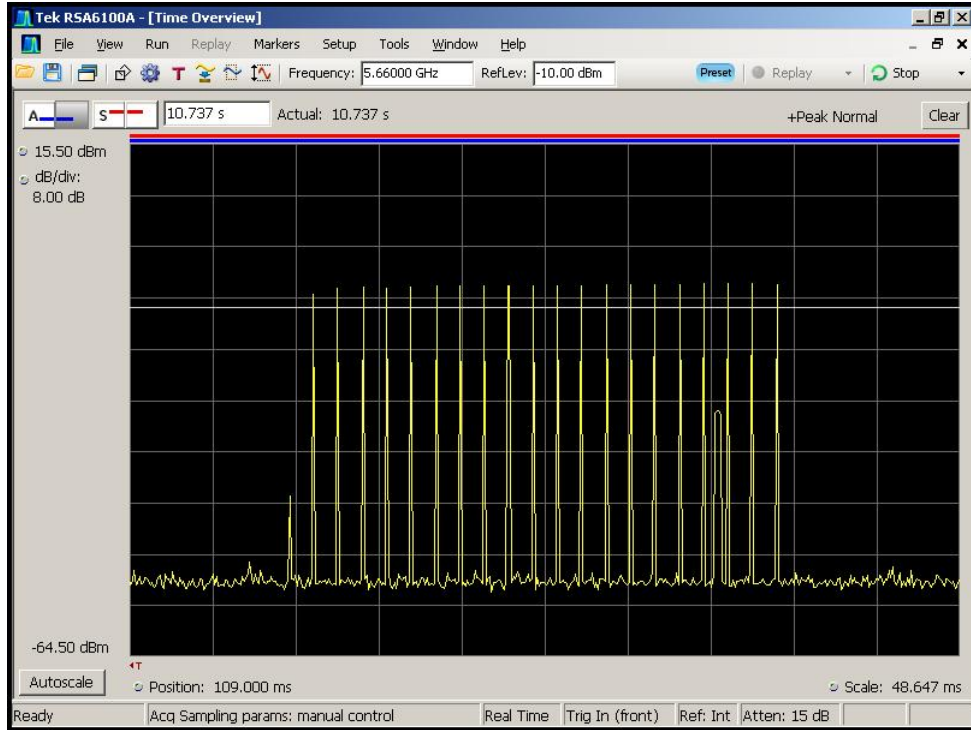 Tek RSA6100A - [Time Overview]
File View Run Replay Markers Setup Tools Window Help
T Frequency: 5.66000 GHz RefLev: -10.00 dBm Preset Replay Stop
A S 10.737 s Actual: 10.737 s +Peak Normal Clear
15.50 dBm
dB/div:
8.00 dB
-64.50 dBm
T
Autoscale Position: 109.000 ms Scale: 48.647 ms
Ready Acq Sampling params: manual control Real Time Trig In (front) Ref: Int Atten: 15 dB